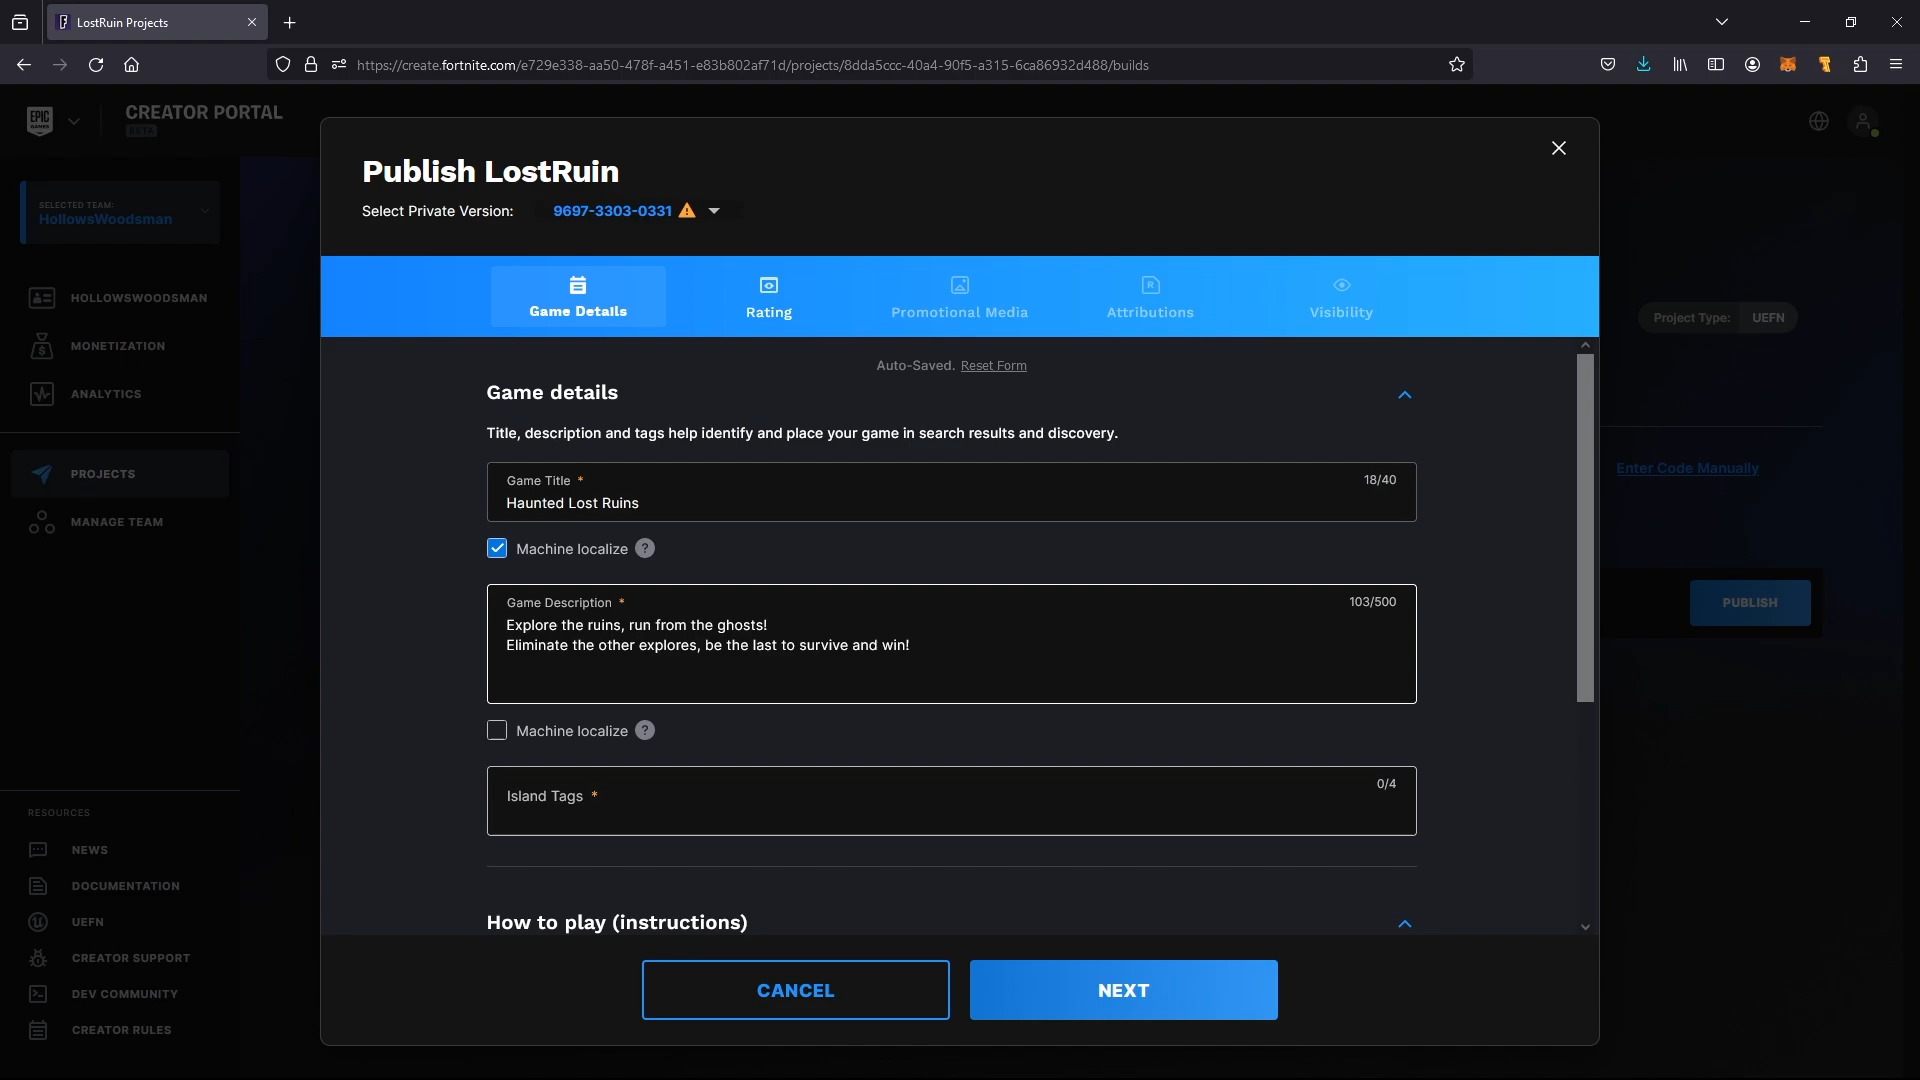 LostRuin Projects
https://create.fortnite.com/e729e338-aa50-478f-a451-e83b802af71d/projects/8dda5ccc-40a4-90f5-a315-6ca86932d488/builds
EPIC GAMES
CREATOR PORTAL
BETA
SELECTED TEAM:
HollowsWoodsman
HOLLOWSWOODSMAN
MONETIZATION
ANALYTICS
PROJECTS
MANAGE TEAM
RESOURCES
NEWS
DOCUMENTATION
UEFN
CREATOR SUPPORT
DEV COMMUNITY
CREATOR RULES
Publish LostRuin
Select Private Version: 9697-3303-0331
Game Details
Rating
Promotional Media
Attributions
Visibility
Auto-Saved. Reset Form
Game details
Title, description and tags help identify and place your game in search results and discovery.
Game Title * 18/40
Haunted Lost Ruins
Machine localize ?
Game Description * 103/500
Explore the ruins, run from the ghosts!
Eliminate the other explores, be the last to survive and win!
Machine localize ?
Island Tags * 0/4
How to play (instructions)
CANCEL
NEXT
Project Type: UEFN
Enter Code Manually
PUBLISH